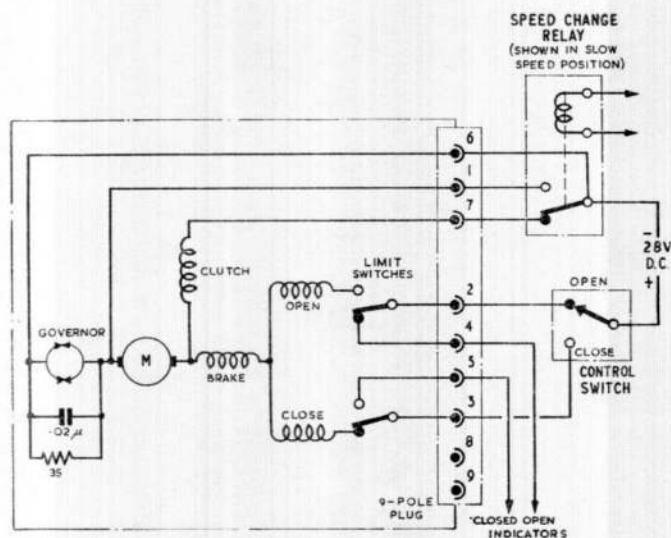 SPEED CHANGE
RELAY
(SHOWN IN SLOW
SPEED POSITION)
6
1
7
CLUTCH
LIMIT
SWITCHES
OPEN
2
OPEN
−
28V
D.C.
+
GOVERNOR
M
BRAKE
4
5
CLOSE
CONTROL
SWITCH
CLOSE
3
·02µ
35
8
9
9-POLE
PLUG
CLOSED OPEN
INDICATORS